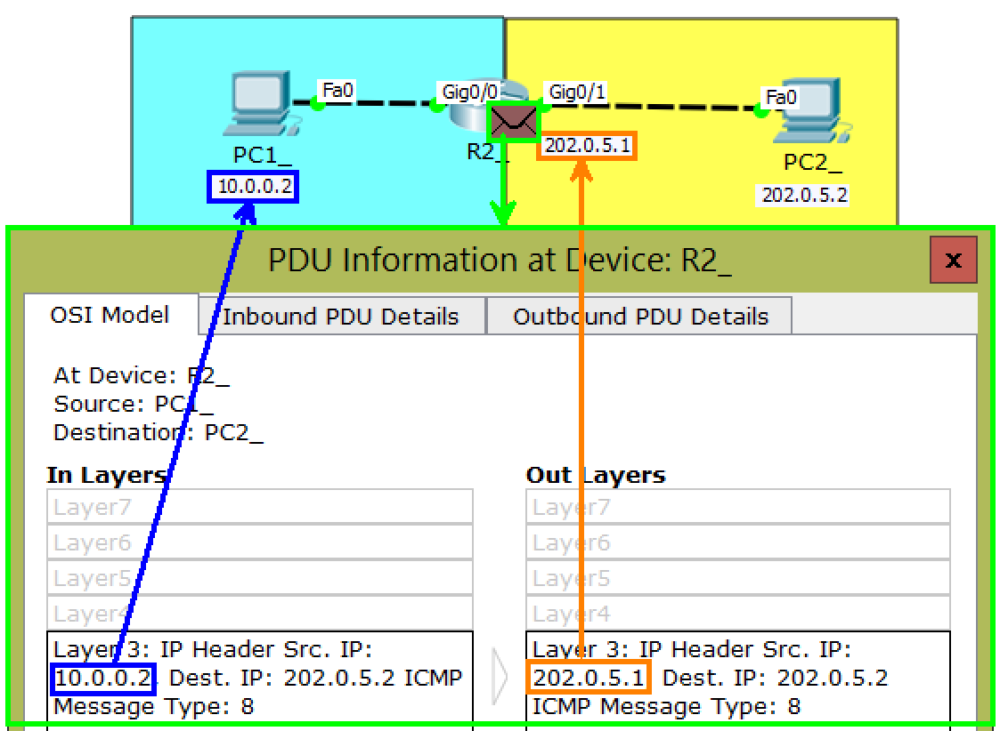 Fa0
Gig0/0
Gig0/1
Fa0
PC1_
R2_
202.0.5.1
PC2_
10.0.0.2
202.0.5.2
PDU Information at Device: R2_
x
OSI Model
Inbound PDU Details
Outbound PDU Details
At Device: R2_
Source: PC1_
Destination: PC2_
In Layers
Layer7
Layer6
Layer5
Layer4
Layer 3: IP Header Src. IP:
10.0.0.2 Dest. IP: 202.0.5.2 ICMP
Message Type: 8
Out Layers
Layer7
Layer6
Layer5
Layer4
Layer 3: IP Header Src. IP:
202.0.5.1 Dest. IP: 202.0.5.2
ICMP Message Type: 8